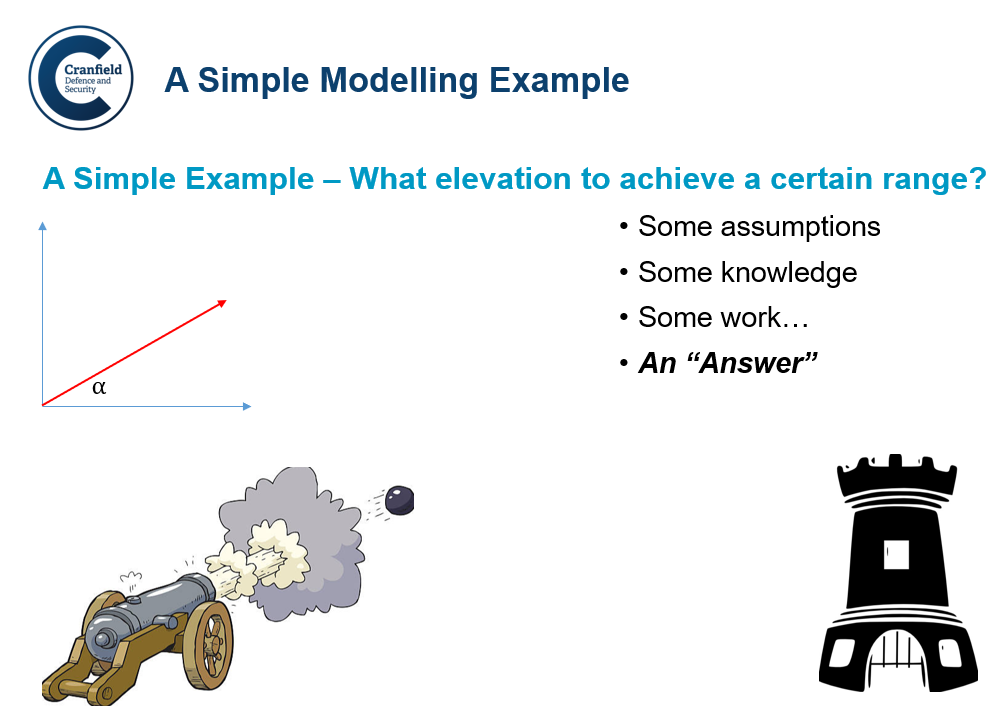 Cranfield
Defence and
Security
A Simple Modelling Example
A Simple Example – What elevation to achieve a certain range?
• Some assumptions
• Some knowledge
• Some work…
• An “Answer”
α